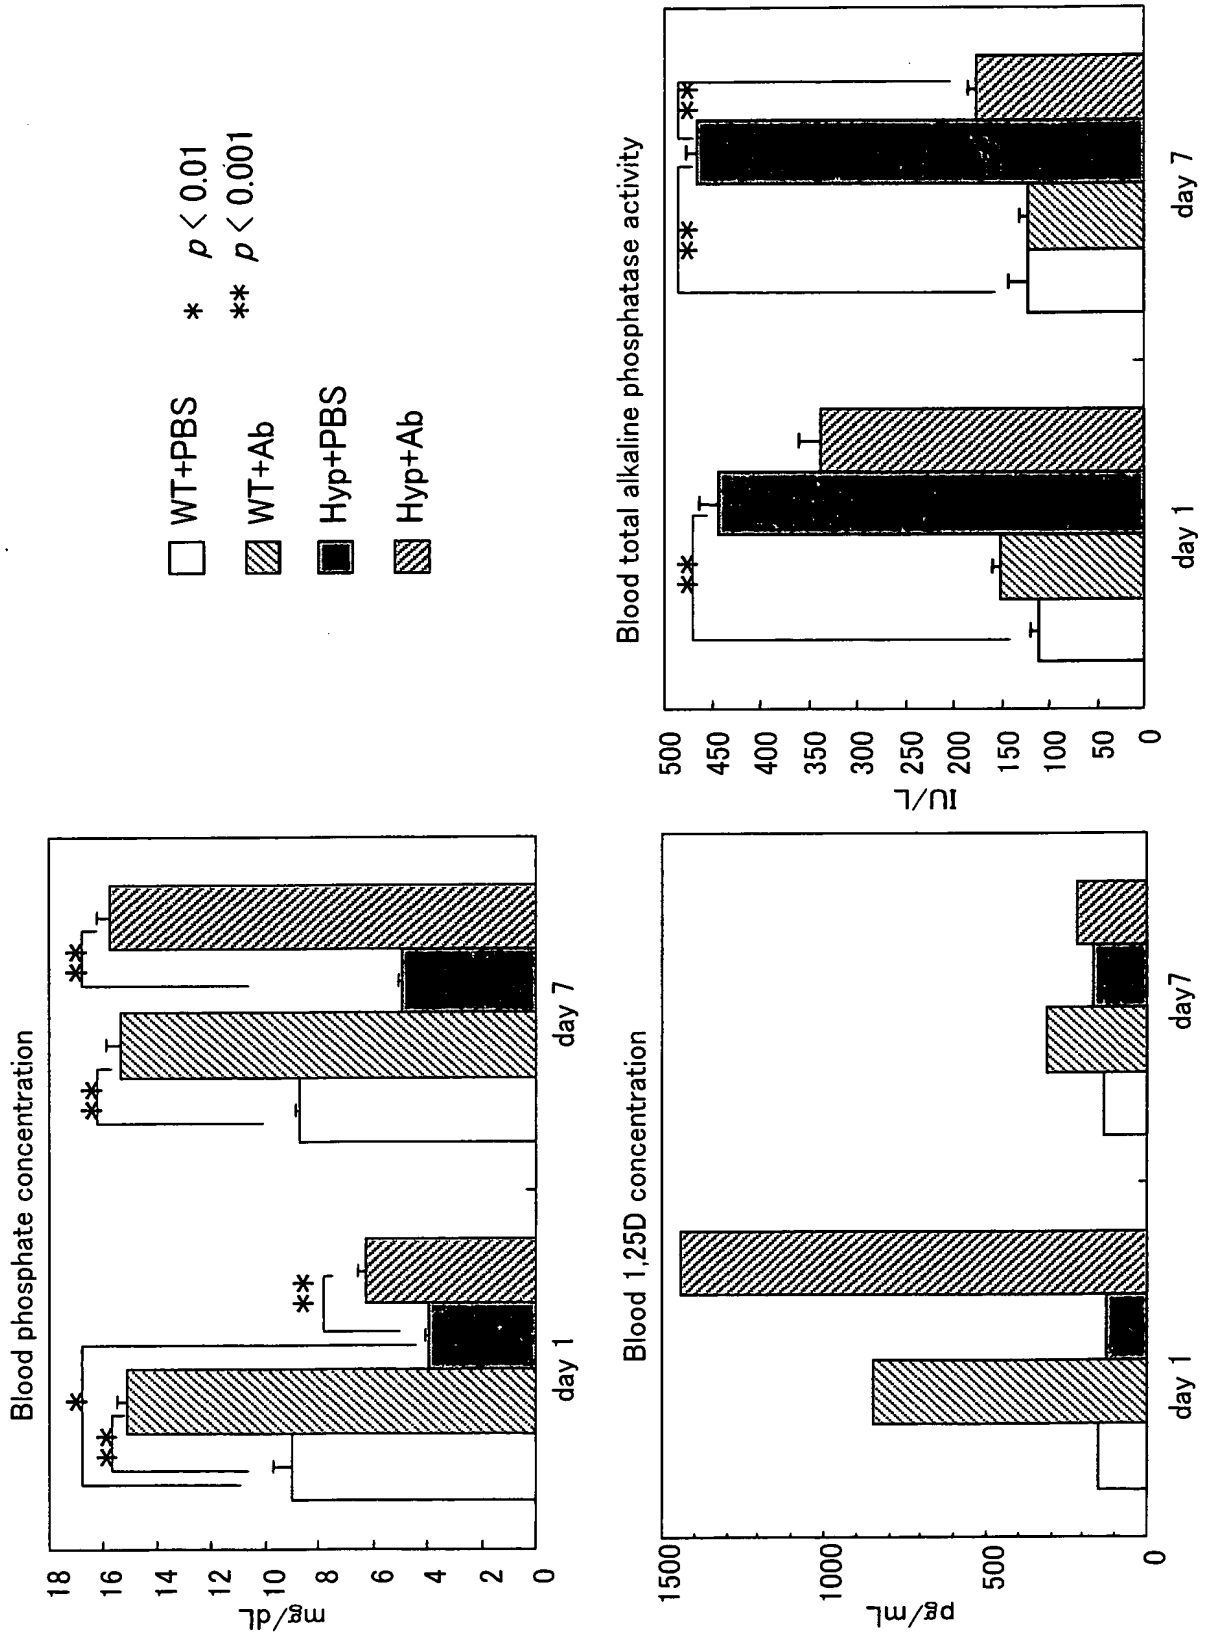 Blood phosphate concentration
mg/dL
18
16
14
12
10
8
6
4
2
0
*
**
**
**
**
day 1
day 7
WT+PBS
WT+Ab
Hyp+PBS
Hyp+Ab
* p < 0.01
** p < 0.001
Blood 1,25D concentration
pg/mL
1500
1000
500
0
day 1
day7
Blood total alkaline phosphatase activity
IU/L
500
450
400
350
300
250
200
150
100
50
0
**
**
**
day 1
day 7